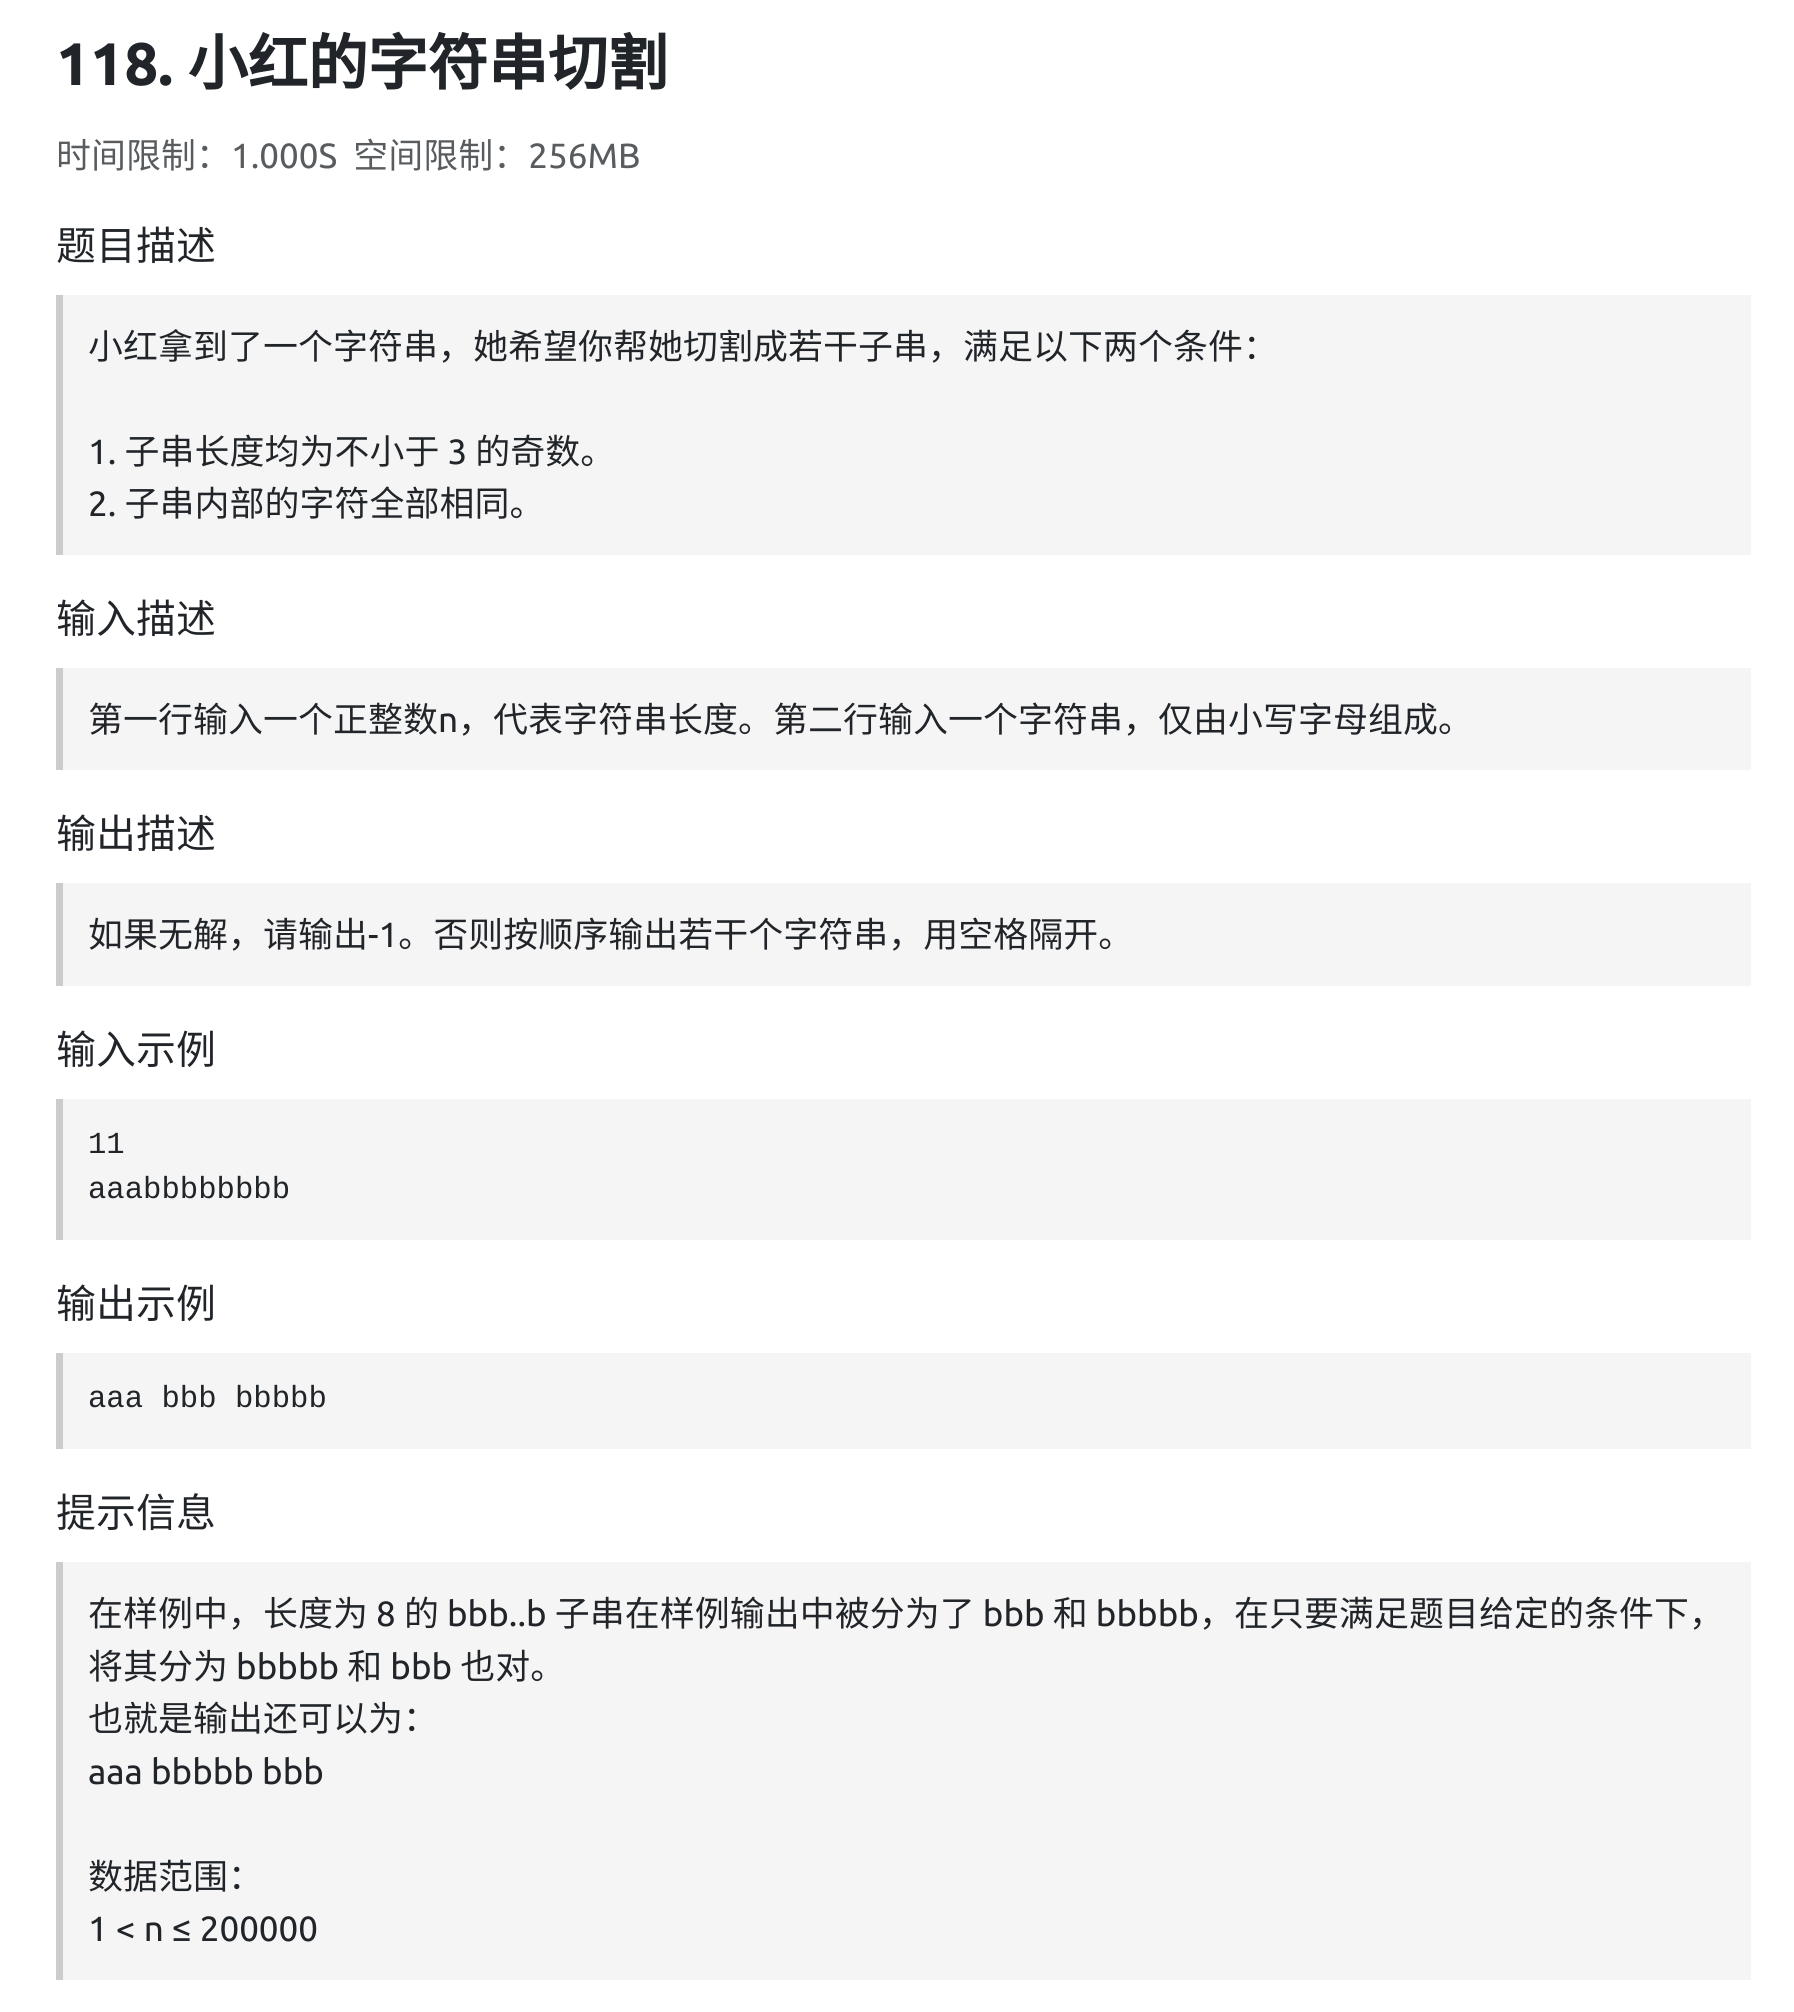 118. 小红的字符串切割
时间限制：1.000S 空间限制：256MB
题目描述
小红拿到了一个字符串，她希望你帮她切割成若干子串，满足以下两个条件：
1. 子串长度均为不小于 3 的奇数。
2. 子串内部的字符全部相同。
输入描述
第一行输入一个正整数n，代表字符串长度。第二行输入一个字符串，仅由小写字母组成。
输出描述
如果无解，请输出-1。否则按顺序输出若干个字符串，用空格隔开。
输入示例
11
aaabbbbbbbb
输出示例
aaa bbb bbbbb
提示信息
在样例中，长度为 8 的 bbb..b 子串在样例输出中被分为了 bbb 和 bbbbb，在只要满足题目给定的条件下，
将其分为 bbbbb 和 bbb 也对。
也就是输出还可以为：
aaa bbbbb bbb
数据范围：
1 < n ≤ 200000